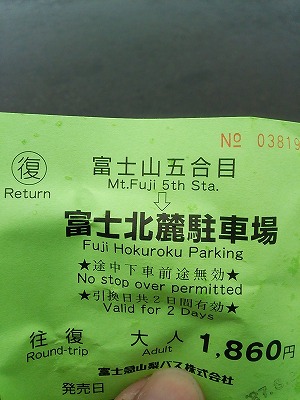 No 03819
復 富士山五合目
Return Mt.Fuji 5th Sta.
⇩
富士北麓駐車場
Fuji Hokuroku Parking
★途中下車前途無効★
No stop over permitted
★引換日共2日間有効★
Valid for 2 Days
往復 大人 1,860円
Round-trip Adult
富士急山梨バス株式会社
発売日